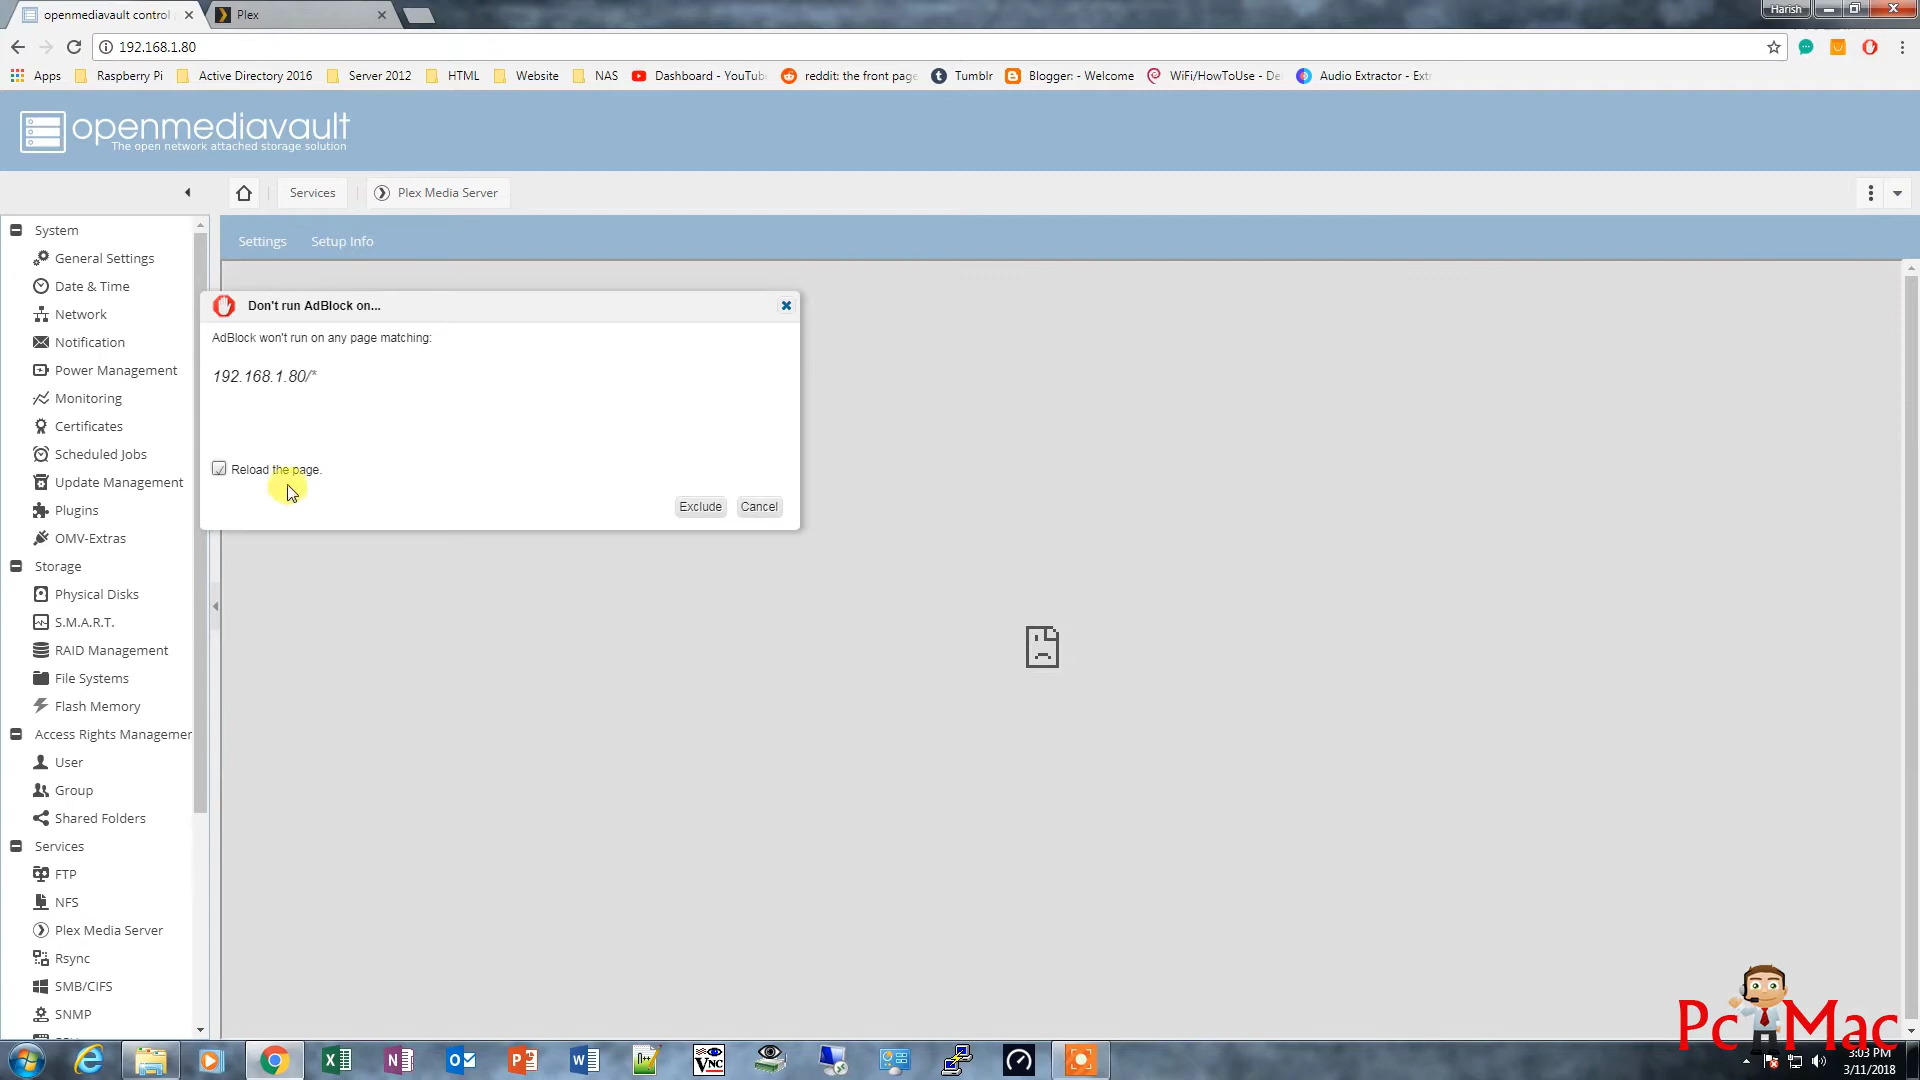 openmediavault control
Plex
Harish
192.168.1.80
Apps
Raspberry Pi
Active Directory 2016
Server 2012
HTML
Website
NAS
Dashboard - YouTub
reddit: the front page
Tumblr
Blogger: - Welcome
WiFi/HowToUse - De
Audio Extractor - Extr
openmediavault
The open network attached storage solution
Services
Plex Media Server
System
General Settings
Date & Time
Network
Notification
Power Management
Monitoring
Certificates
Scheduled Jobs
Update Management
Plugins
OMV-Extras
Storage
Physical Disks
S.M.A.R.T.
RAID Management
File Systems
Flash Memory
Access Rights Managemen
User
Group
Shared Folders
Services
FTP
NFS
Plex Media Server
Rsync
SMB/CIFS
SNMP
Settings
Setup Info
Don't run AdBlock on...
AdBlock won't run on any page matching:
192.168.1.80/*
Reload the page.
Exclude
Cancel
Pc Mac
VNC
3:03 PM
3/11/2018